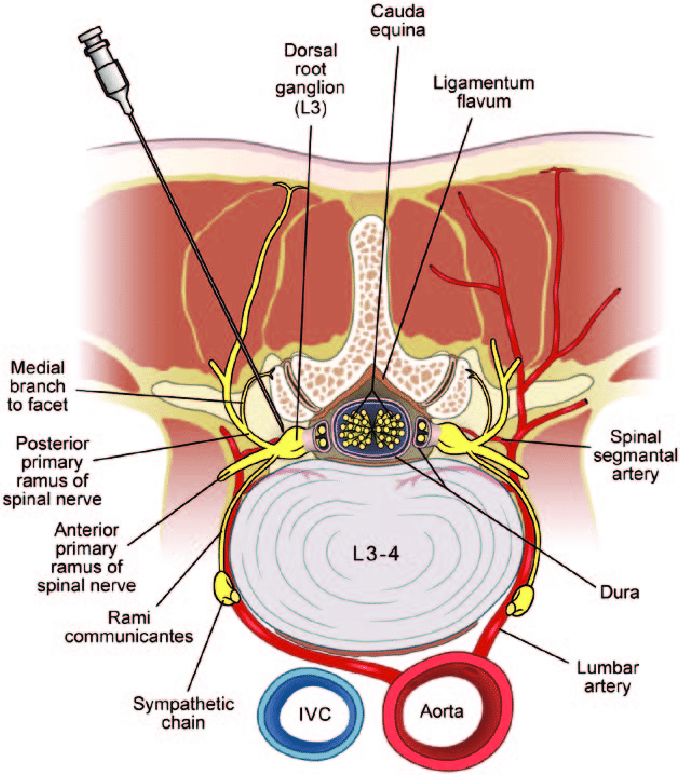 Cauda
equina
Dorsal
root
ganglion
(L3)
Ligamentum
flavum
Medial
branch
to facet
Posterior
primary
ramus of
spinal nerve
Anterior
primary
ramus of
spinal nerve
Rami
communicantes
Sympathetic
chain
Spinal
segmantal
artery
Dura
Lumbar
artery
L3-4
IVC
Aorta